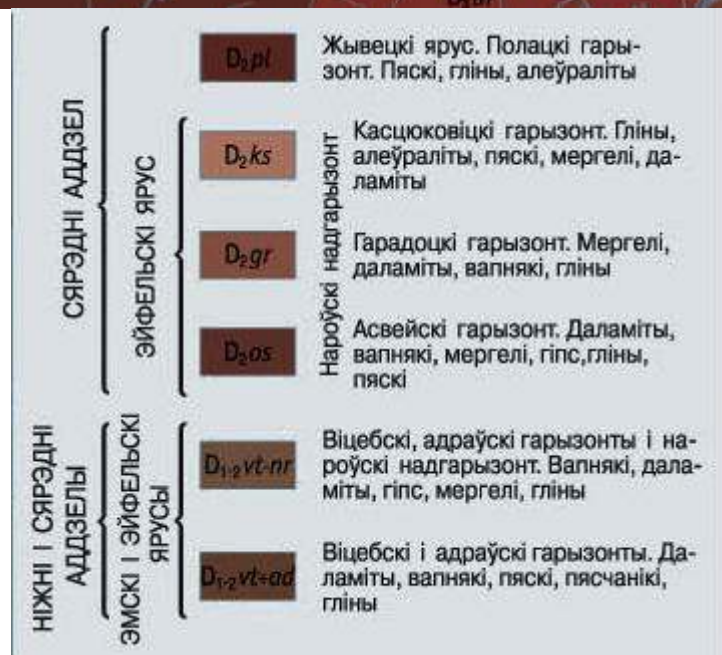 СЯРЭДНІ АДДЗЕЛ
D₂pl
Жывецкі ярус. Полацкі гары-
зонт. Пяскі, гліны, алеўраліты
ЭЙФЕЛЬСКІ ЯРУС
Нароўскі надгарызонт
D₂ks
Касцюковіцкі гарызонт. Гліны,
алеўраліты, пяскі, мергелі, да-
ламіты
D₂gr
Гарадоцкі гарызонт. Мергелі,
даламіты, вапнякі, гліны
D₂os
Асвейскі гарызонт. Даламіты,
вапнякі, мергелі, гіпс,гліны,
пяскі
НІЖНІ І СЯРЭДНІ
АДДЗЕЛЫ
ЭМСКІ І ЭЙФЕЛЬСКІ
ЯРУСЫ
D₁₋₂vt-nr
Віцебскі, адраўскі гарызонты і на-
роўскі надгарызонт. Вапнякі, дала-
міты, гіпс, мергелі, гліны
D₁₋₂vt+ad
Віцебскі і адраўскі гарызонты. Да-
ламіты, вапнякі, пяскі, пясчанікі,
гліны